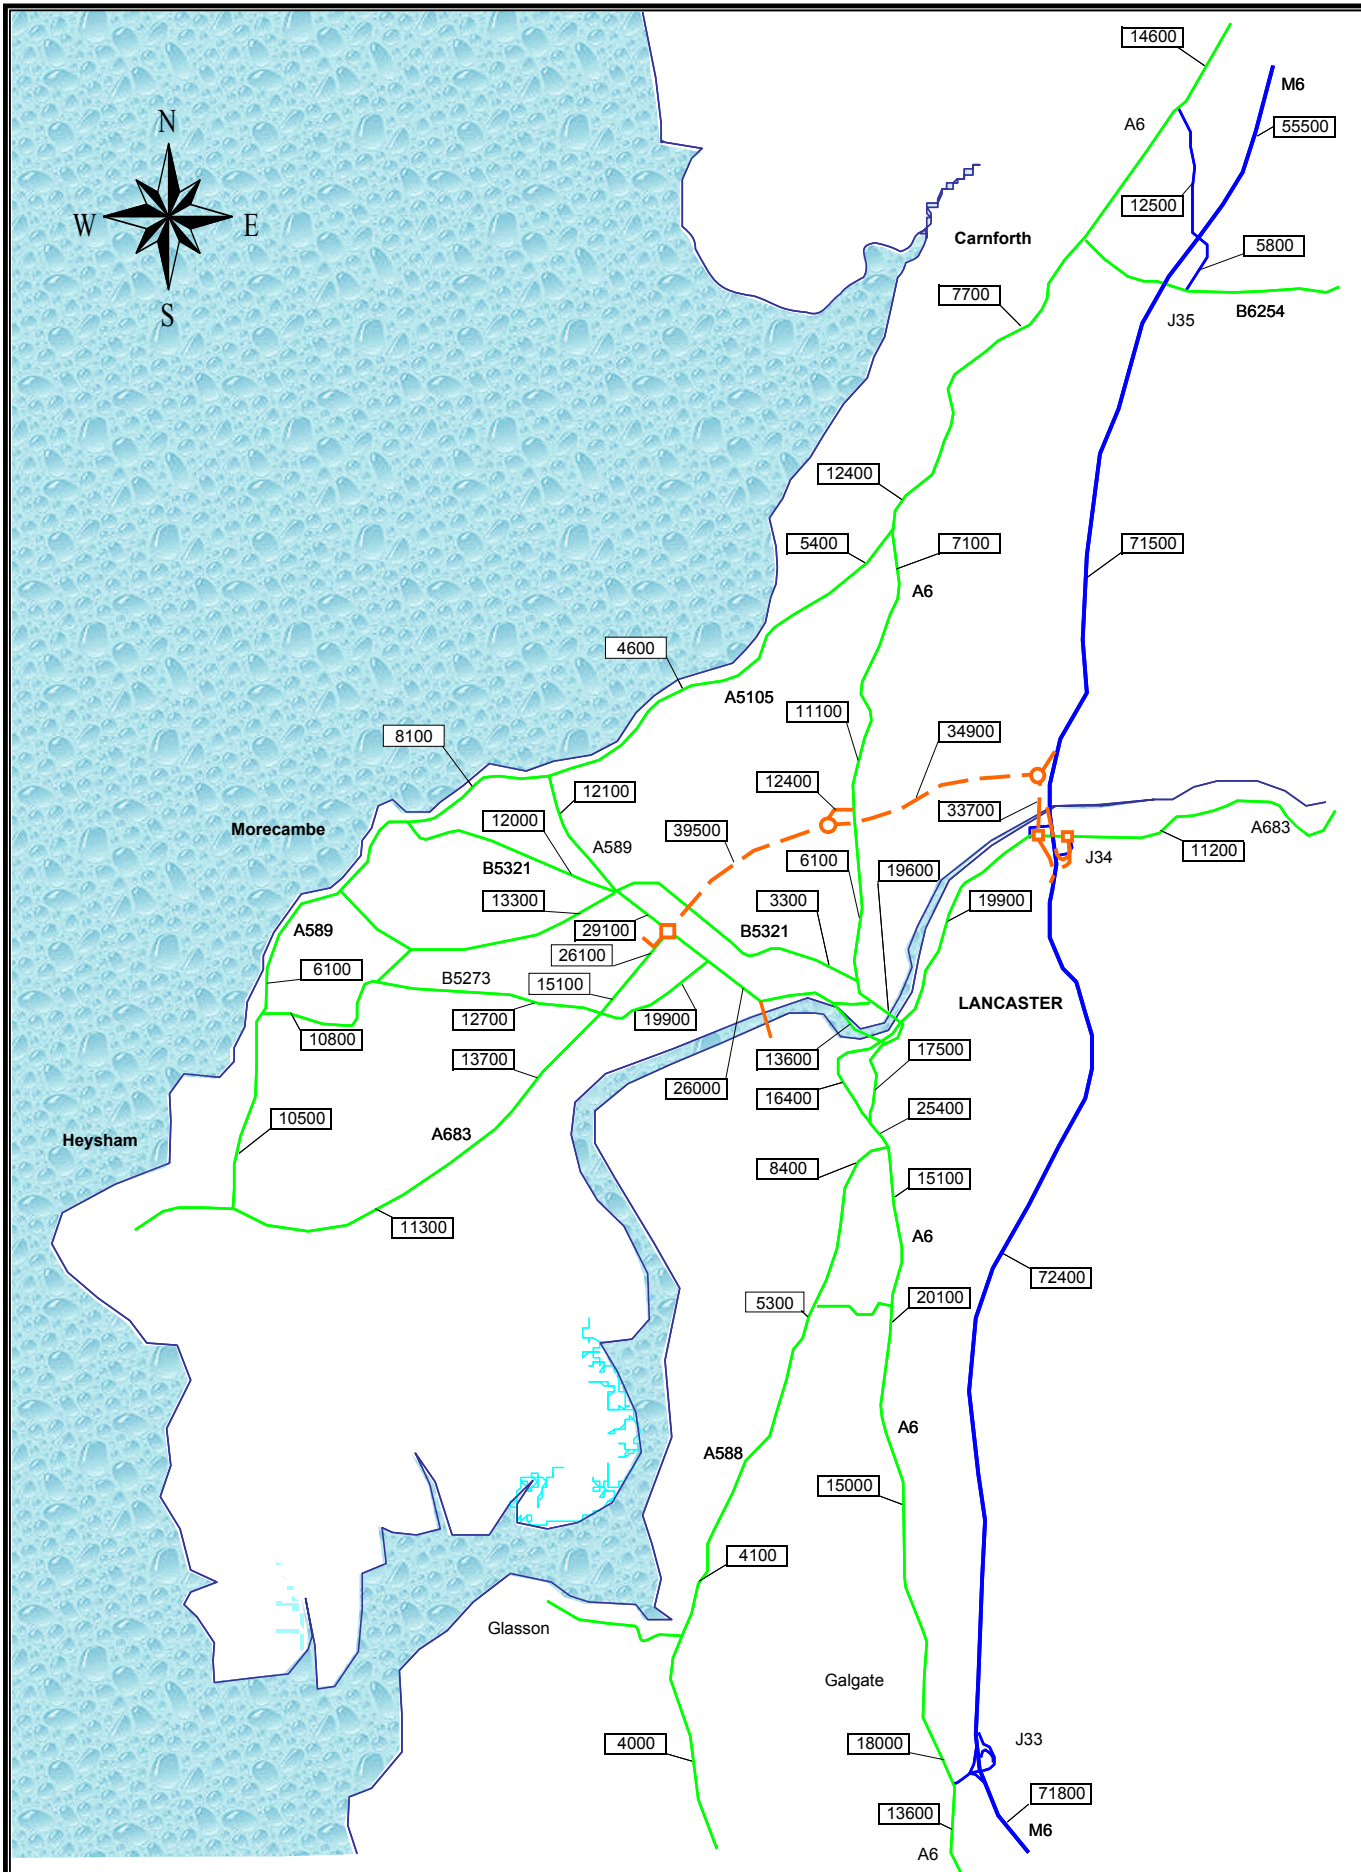 14600
M6
N
A6
55500
12500
W
E
Carnforth
5800
7700
S
J35
B6254
12400
5400
7100
71500
A6
4600
A5105
11100
34900
8100
12400
12100
33700
12000
Morecambe
39500
A683
A589
6100
J34
11200
B5321
19600
13300
3300
19900
29100
A589
B5321
26100
6100
B5273
15100
LANCASTER
12700
19900
10800
13700
13600
17500
26000
16400
25400
10500
A683
Heysham
8400
15100
11300
A6
72400
5300
20100
A6
A588
15000
4100
Glasson
Galgate
J33
4000
18000
71800
13600
M6
A6